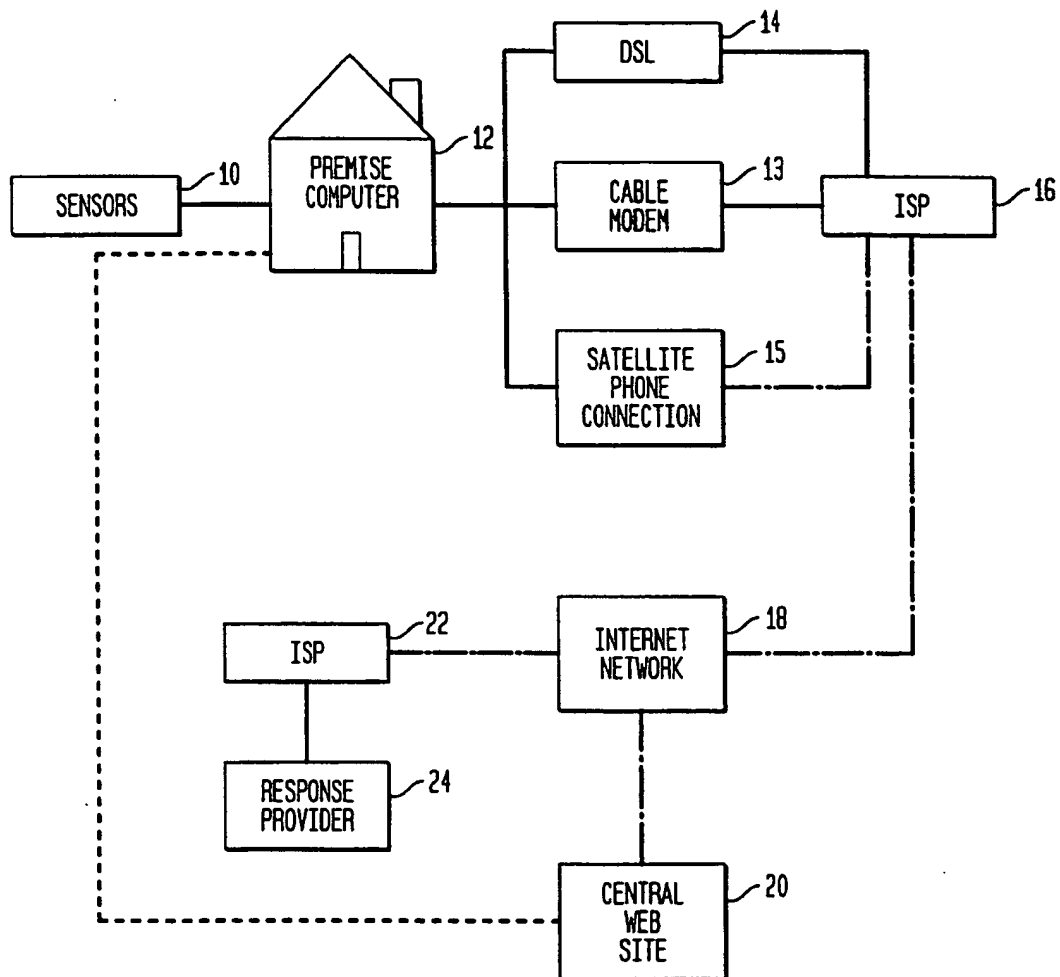 14
DSL
12
PREMISE
COMPUTER
10
SENSORS
13
CABLE
MODEM
ISP
16
15
SATELLITE
PHONE
CONNECTION
22
ISP
18
INTERNET
NETWORK
24
RESPONSE
PROVIDER
20
CENTRAL
WEB
SITE